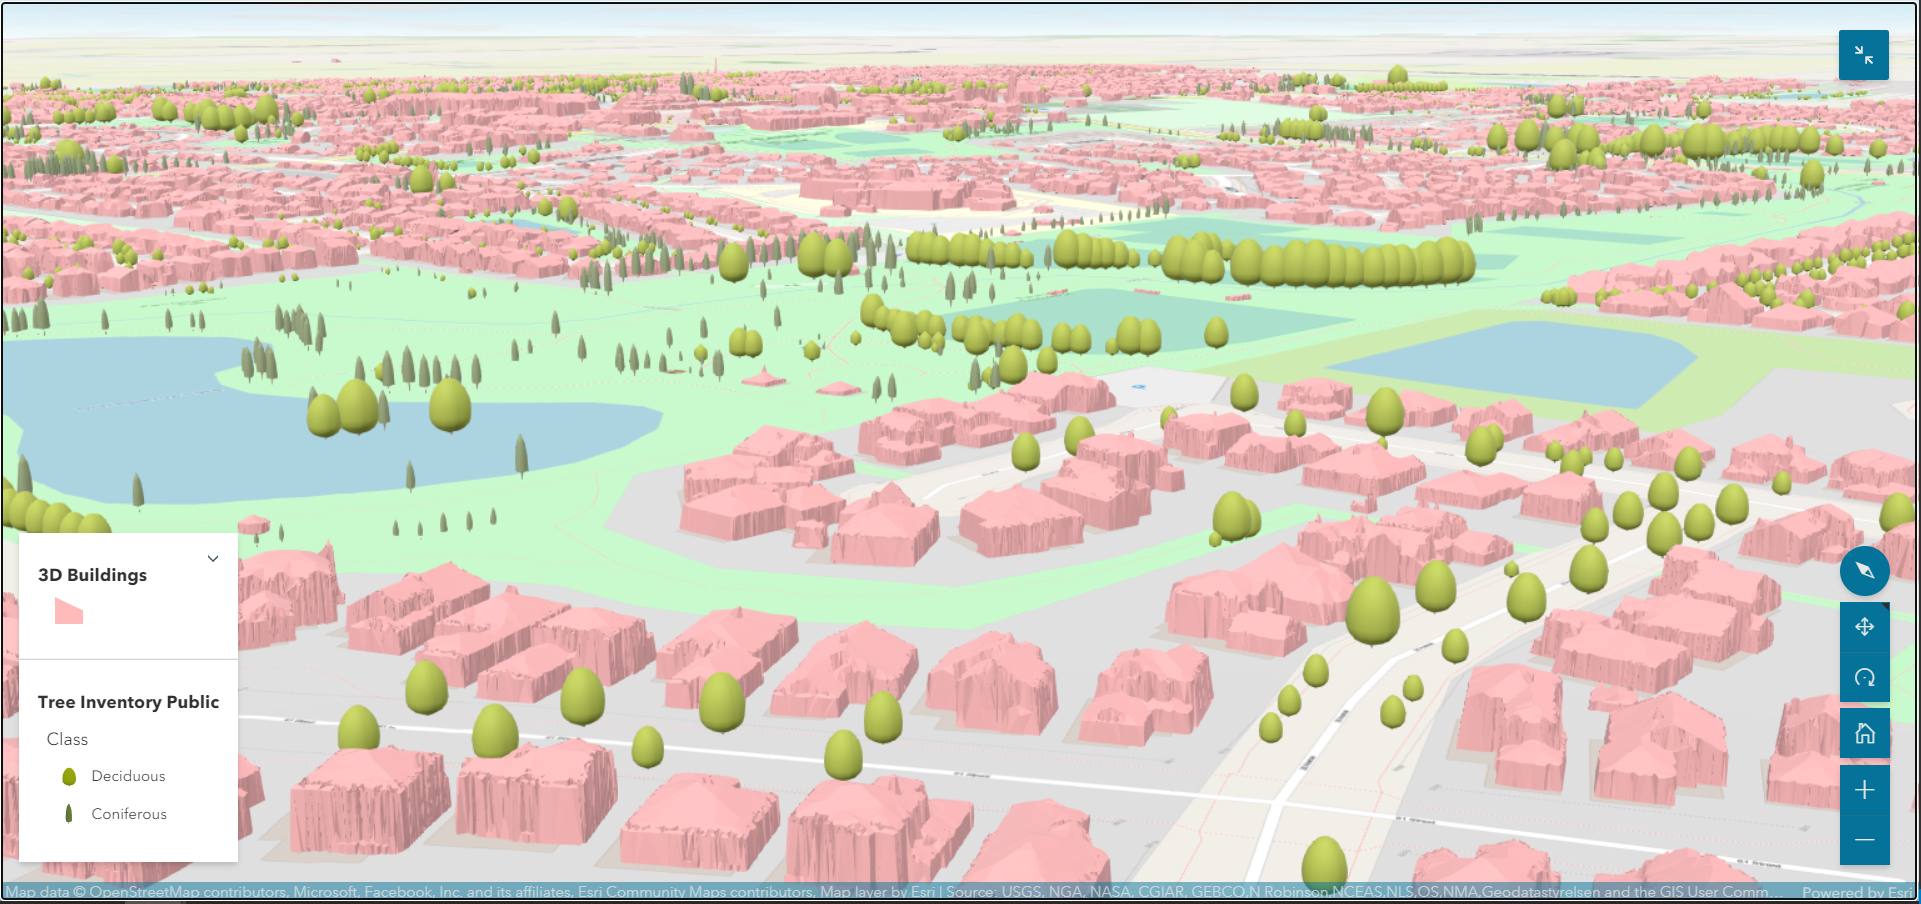 3D Buildings
Tree Inventory Public
Class
Deciduous
Coniferous
Map data © OpenStreetMap contributors, Microsoft, Facebook, Inc. and its affiliates, Esri Community Maps contributors, Map layer by Esri | Source: USGS, NGA, NASA, CGIAR, GEBCO,N Robinson,NCEAS,NLS,OS,NMA,Geodatastyrelsen and the GIS User Comm... Powered by Esri